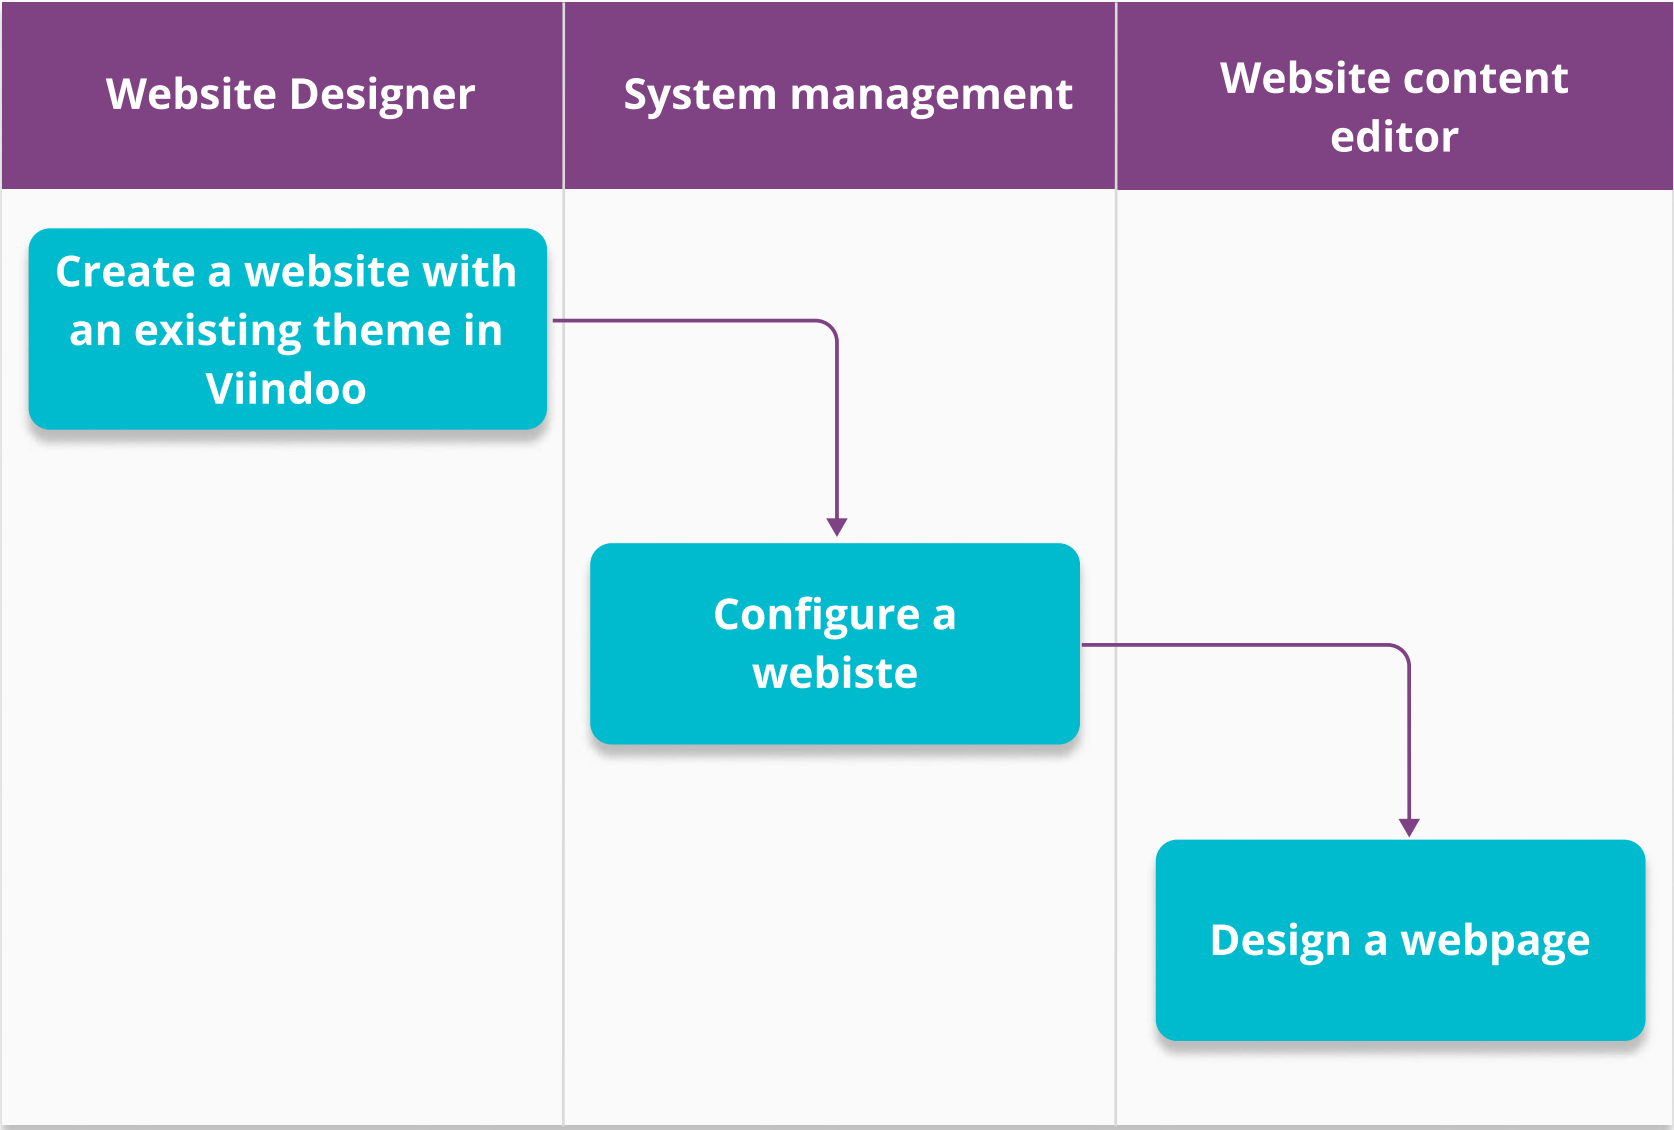 Website Designer
System management
Website content
editor
Create a website with
an existing theme in
Viindoo
Configure a
webiste
Design a webpage